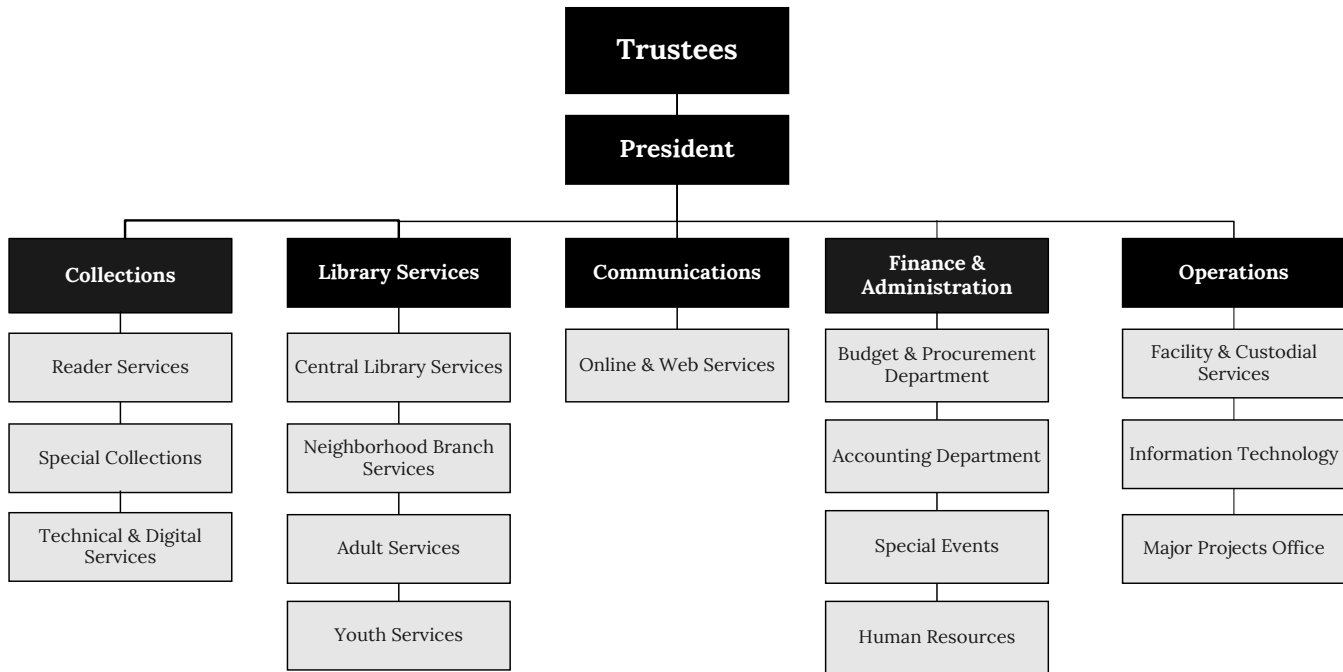 Trustees
President
Collections
Library Services
Communications
Finance &
Administration
Operations
Reader Services
Special Collections
Technical & Digital
Services
Central Library Services
Neighborhood Branch
Services
Adult Services
Youth Services
Online & Web Services
Budget & Procurement
Department
Accounting Department
Special Events
Human Resources
Facility & Custodial
Services
Information Technology
Major Projects Office